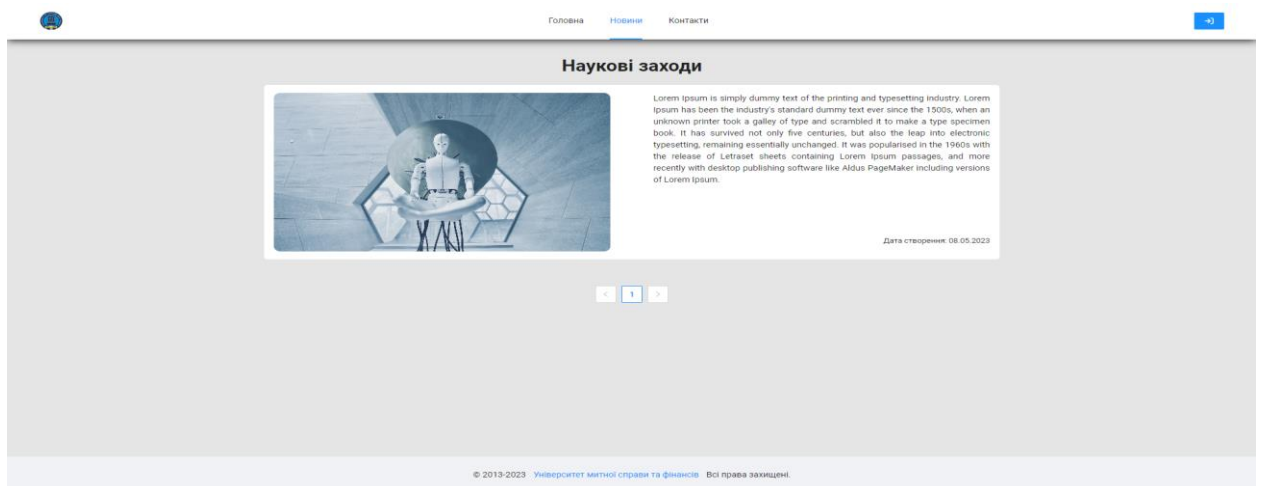 Головна Новини Контакти
Наукові заходи
Lorem Ipsum is simply dummy text of the printing and typesetting industry. Lorem
Ipsum has been the industry's standard dummy text ever since the 1500s, when an
unknown printer took a galley of type and scrambled it to make a type specimen
book. It has survived not only five centuries, but also the leap into electronic
typesetting, remaining essentially unchanged. It was popularised in the 1960s with
the release of Letraset sheets containing Lorem Ipsum passages, and more
recently with desktop publishing software like Aldus PageMaker including versions
of Lorem Ipsum.
Дата створення: 08.05.2023
< 1 >
© 2013-2023 Університет митної справи та фінансів Всі права захищені.